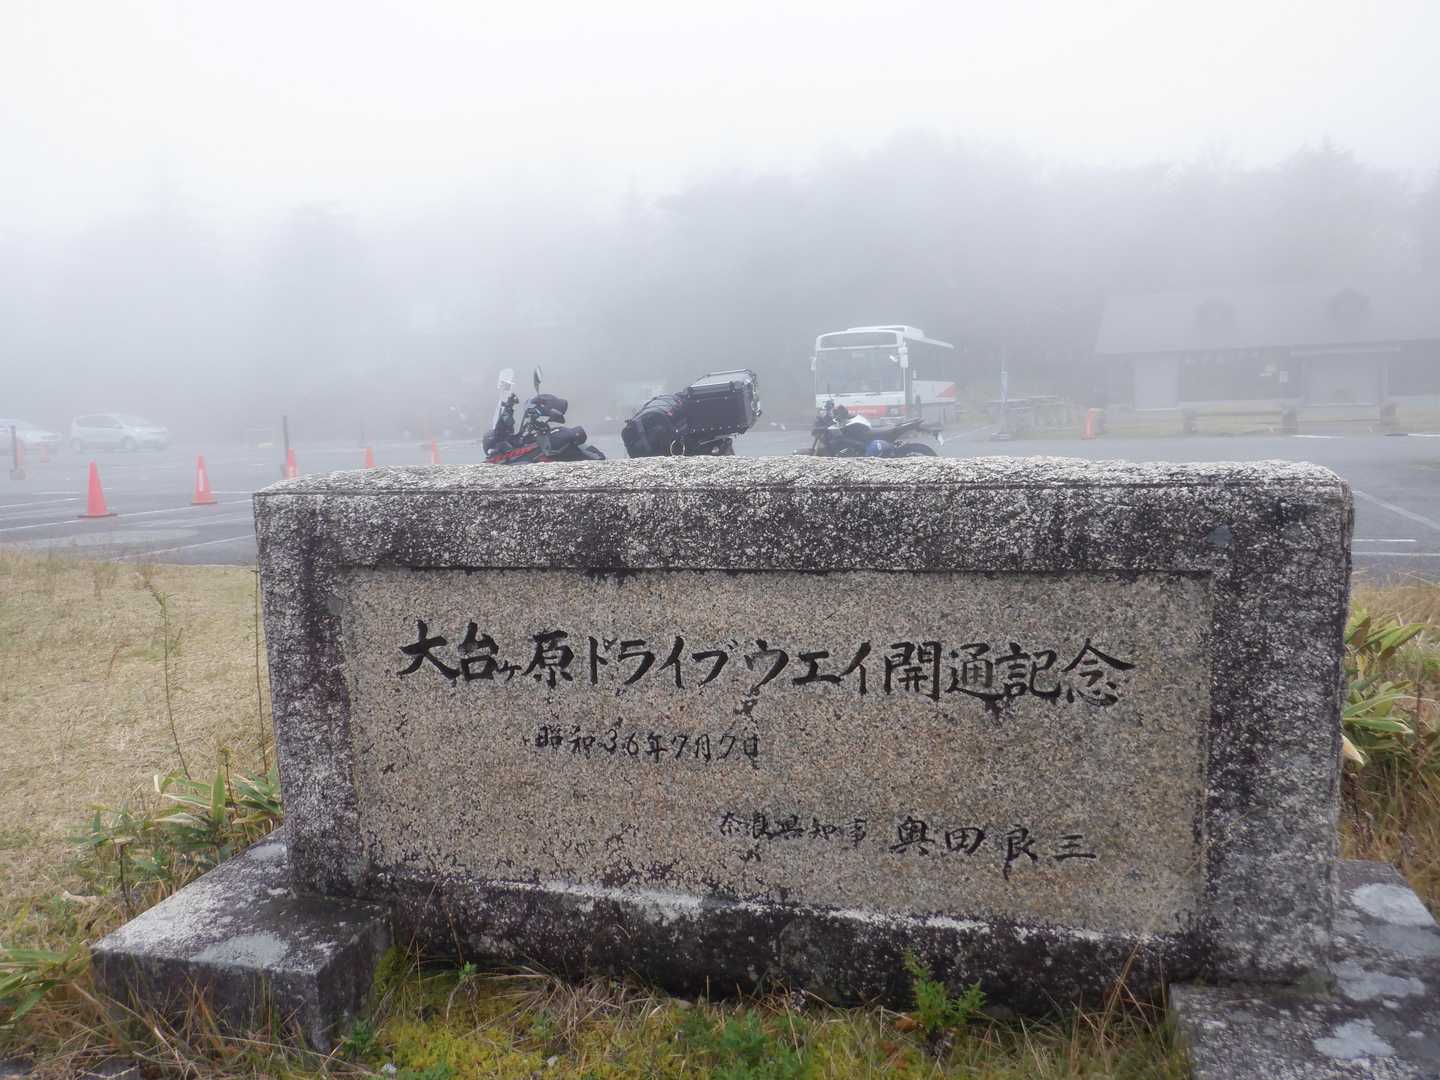 大台ヶ原ドライブウエイ開通記念
昭和36年7月7日
奈良県知事 奥田良三